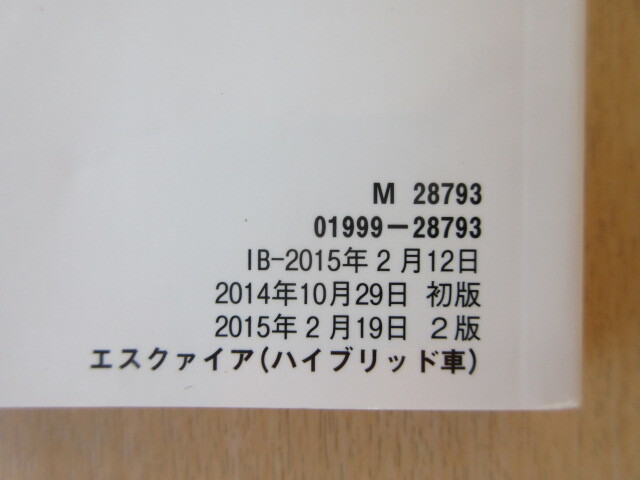 M 28793
01999-28793
IB-2015年2月12日
2014年10月29日 初版
2015年2月19日 2版
エスクァイア(ハイブリッド車)